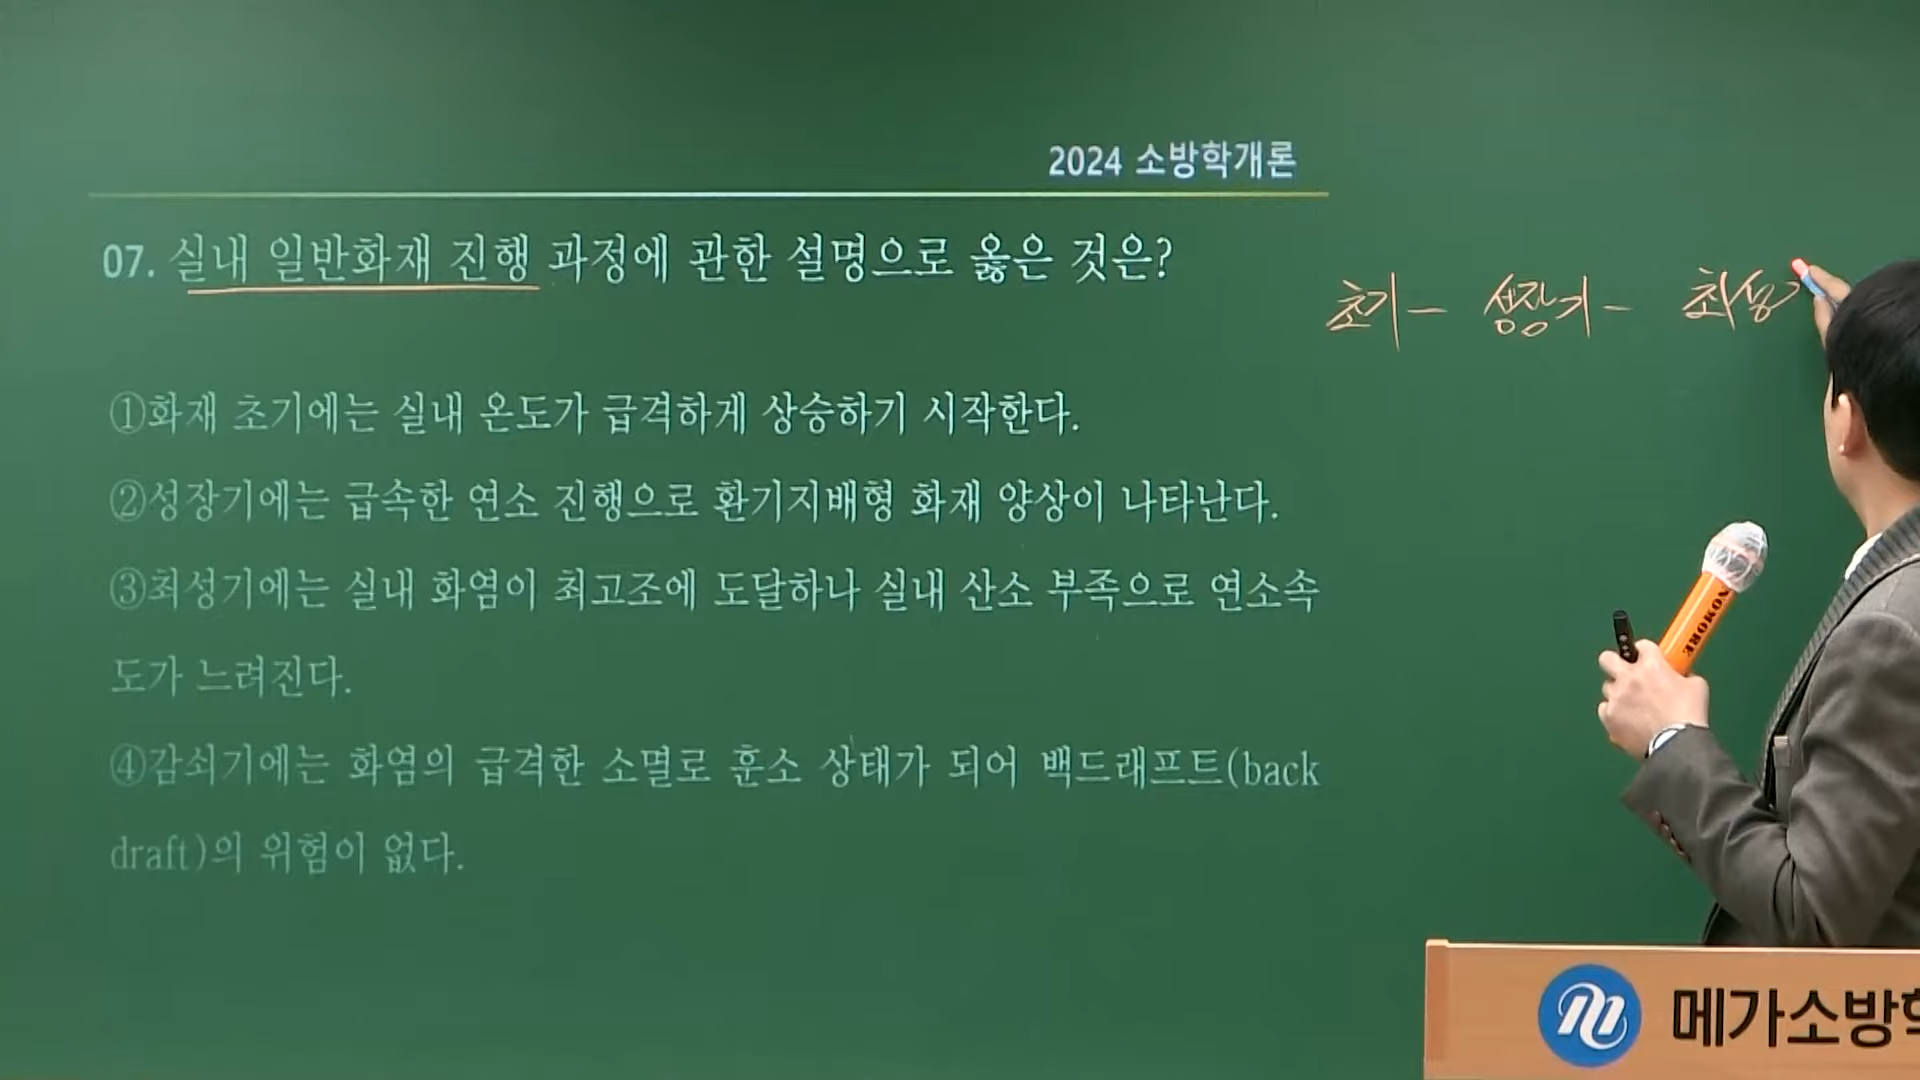 2024 소방학개론
07. 실내 일반화재 진행 과정에 관한 설명으로 옳은 것은?
초기 - 성장기 - 최성
①화재 초기에는 실내 온도가 급격하게 상승하기 시작한다.
②성장기에는 급속한 연소 진행으로 환기지배형 화재 양상이 나타난다.
③최성기에는 실내 화염이 최고조에 도달하나 실내 산소 부족으로 연소속
도가 느려진다.
④감쇠기에는 화염의 급격한 소멸로 훈소 상태가 되어 백드래프트(back
draft)의 위험이 없다.
NOMORE
메가소방학